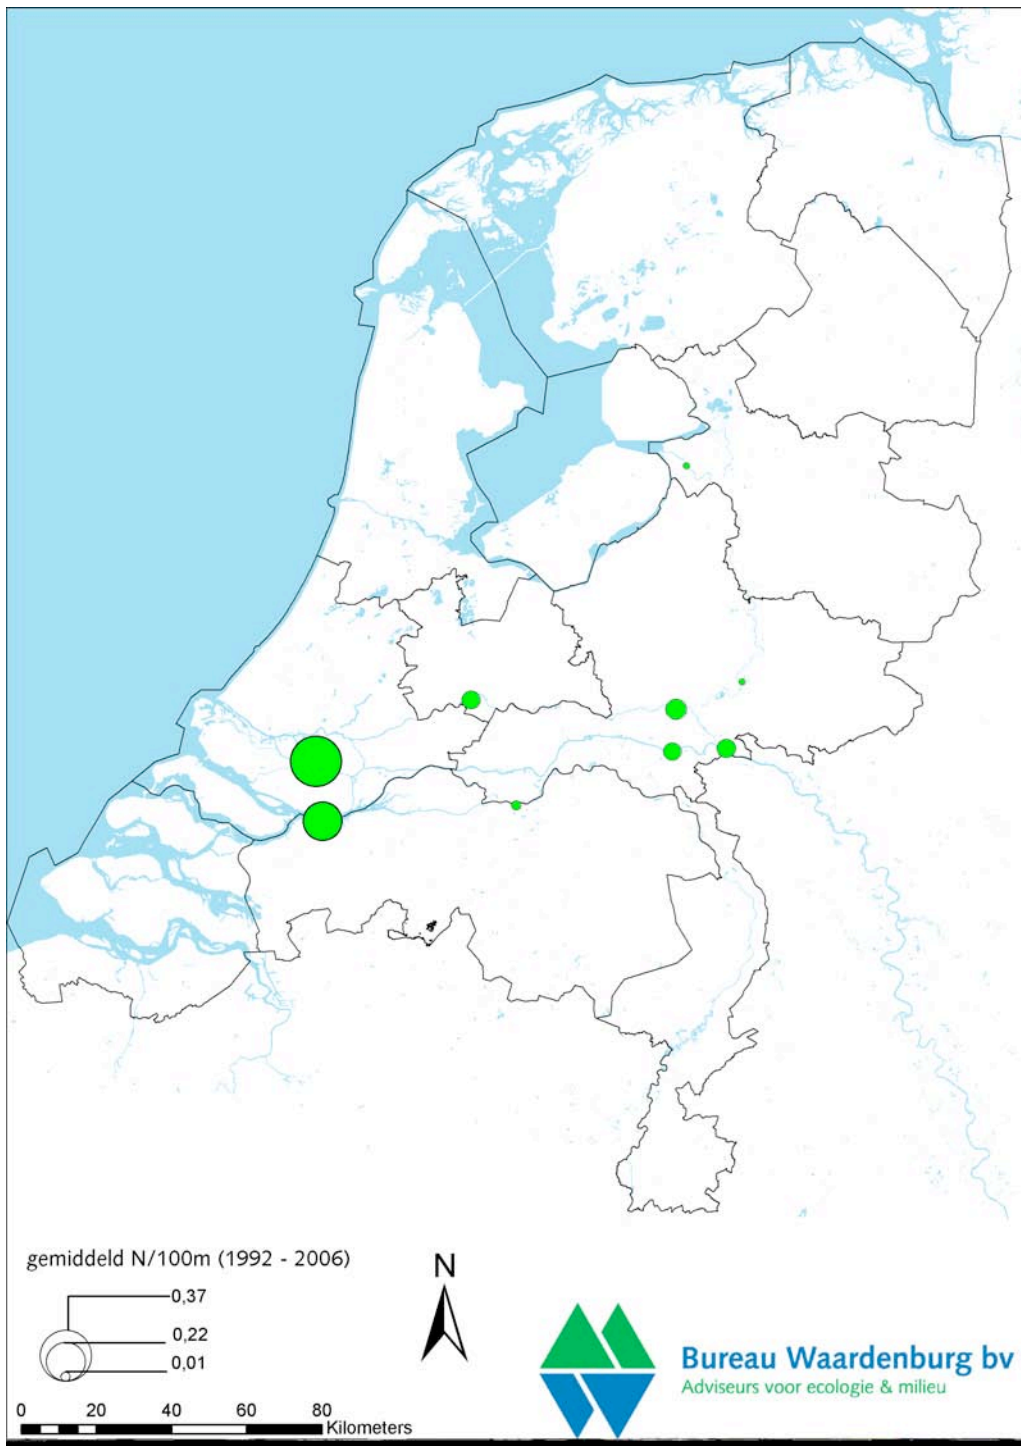 gemiddeld N/100m (1992 - 2006)
0,37
0,22
0,01
0 20 40 60 80
Kilometers
N
Bureau Waardenburg bv
Adviseurs voor ecologie & milieu